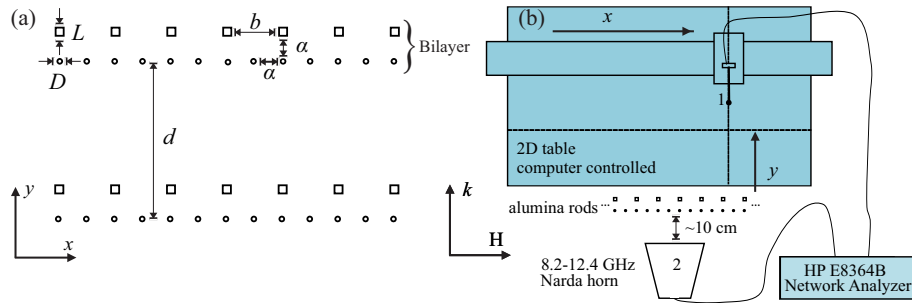 (a)
L
b
α
α
Bilayer
D
d
y
x
k
H
(b)
x
1
2D table
computer controlled
y
alumina rods
...
...
~10 cm
8.2-12.4 GHz
Narda horn
2
HP E8364B
Network Analyzer